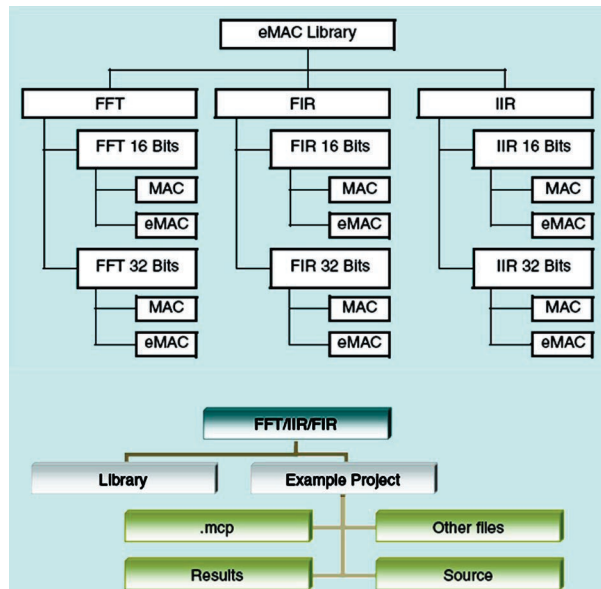 eMAC Library
FFT
FIR
IIR
FFT 16 Bits
FIR 16 Bits
IIR 16 Bits
MAC
MAC
MAC
eMAC
eMAC
eMAC
FFT 32 Bits
FIR 32 Bits
IIR 32 Bits
MAC
MAC
MAC
eMAC
eMAC
eMAC
FFT/IIR/FIR
Library
Example Project
.mcp
Other files
Results
Source